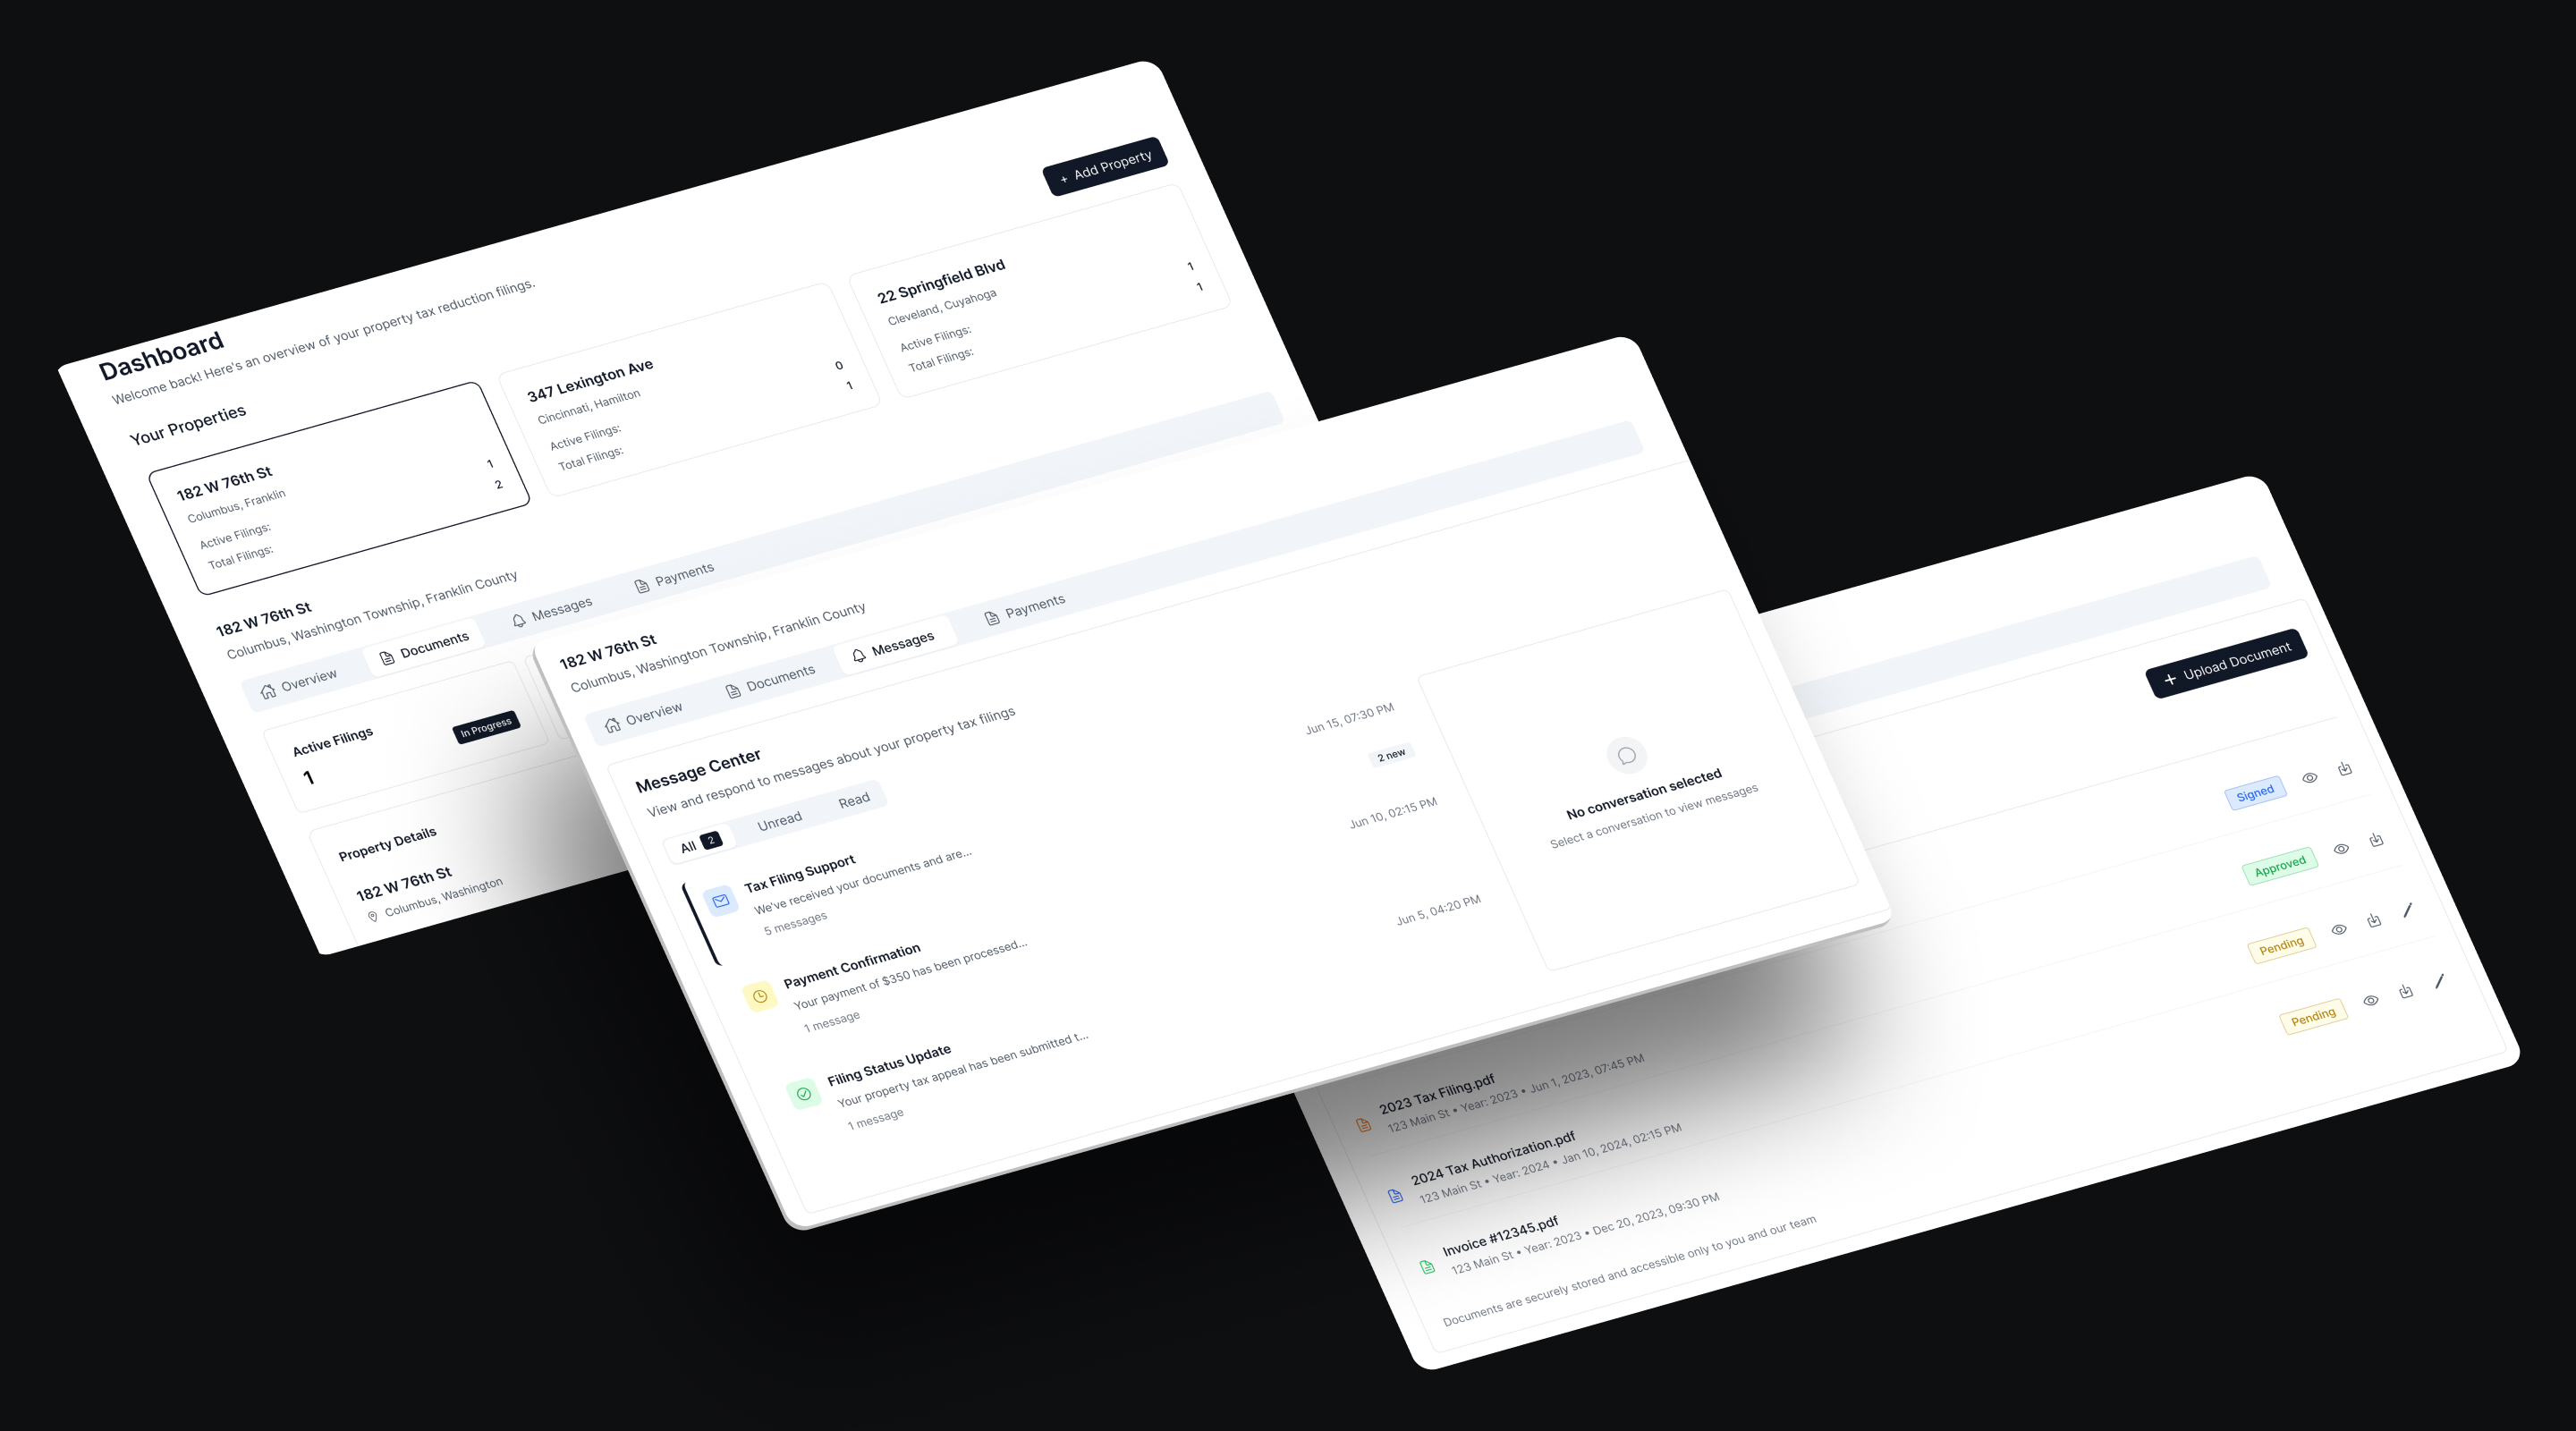 Dashboard
Welcome back! Here's an overview of your property tax reduction filings.
+ Add Property
Your Properties
182 W 76th St
Columbus, Franklin
Active Filings: 1
Total Filings: 2
347 Lexington Ave
Cincinnati, Hamilton
Active Filings: 0
Total Filings: 1
22 Springfield Blvd
Cleveland, Cuyahoga
Active Filings: 1
Total Filings: 1
182 W 76th St
Columbus, Washington Township, Franklin County
Overview
Documents
Messages
Payments
Active Filings
1
In Progress
Property Details
182 W 76th St
Columbus, Washington
182 W 76th St
Columbus, Washington Township, Franklin County
Overview
Documents
Messages
Payments
Message Center
View and respond to messages about your property tax filings
All 2
Unread
Read
Tax Filing Support
We've received your documents and are...
5 messages
Jun 15, 07:30 PM
2 new
Payment Confirmation
Your payment of $350 has been processed...
1 message
Jun 10, 02:15 PM
Filing Status Update
Your property tax appeal has been submitted t...
1 message
Jun 5, 04:20 PM
No conversation selected
Select a conversation to view messages
+ Upload Document
Signed
Approved
Pending
Pending
2023 Tax Filing.pdf
123 Main St • Year: 2023 • Jun 1, 2023, 07:45 PM
2024 Tax Authorization.pdf
123 Main St • Year: 2024 • Jan 10, 2024, 02:15 PM
Invoice #12345.pdf
123 Main St • Year: 2023 • Dec 20, 2023, 09:30 PM
Documents are securely stored and accessible only to you and our team